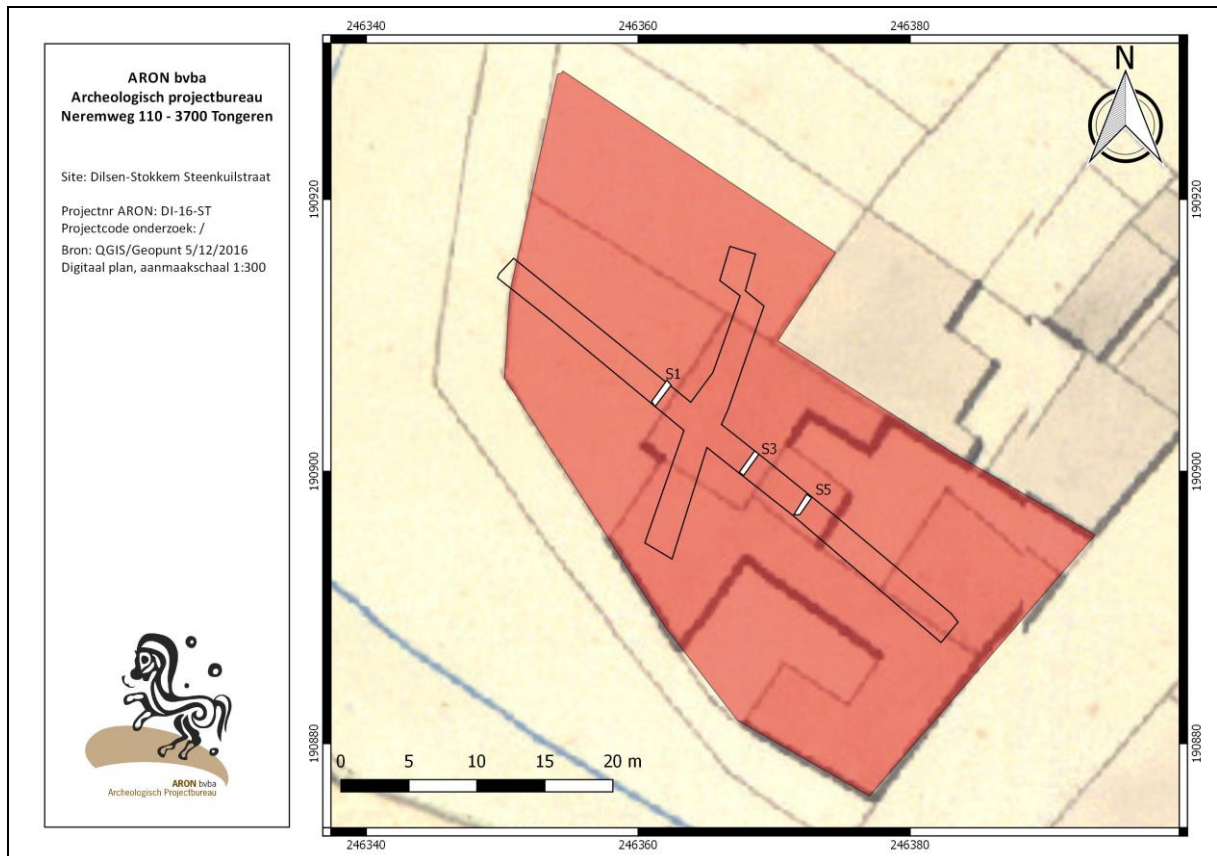 ARON bvba
Archeologisch projectbureau
Neremweg 110 - 3700 Tongeren
Site: Dilsen-Stokkem Steenkuilstraat
Projectnr ARON: DI-16-ST
Projectcode onderzoek: /
Bron: QGIS/Geopunt 5/12/2016
Digitaal plan, aanmaakschaal 1:300
ARON bvba
Archeologisch Projectbureau
246340 246360 246380
N
190920 190920
S1
S3
190900 190900
S5
190880 190880
0 5 10 15 20 m
246340 246360 246380